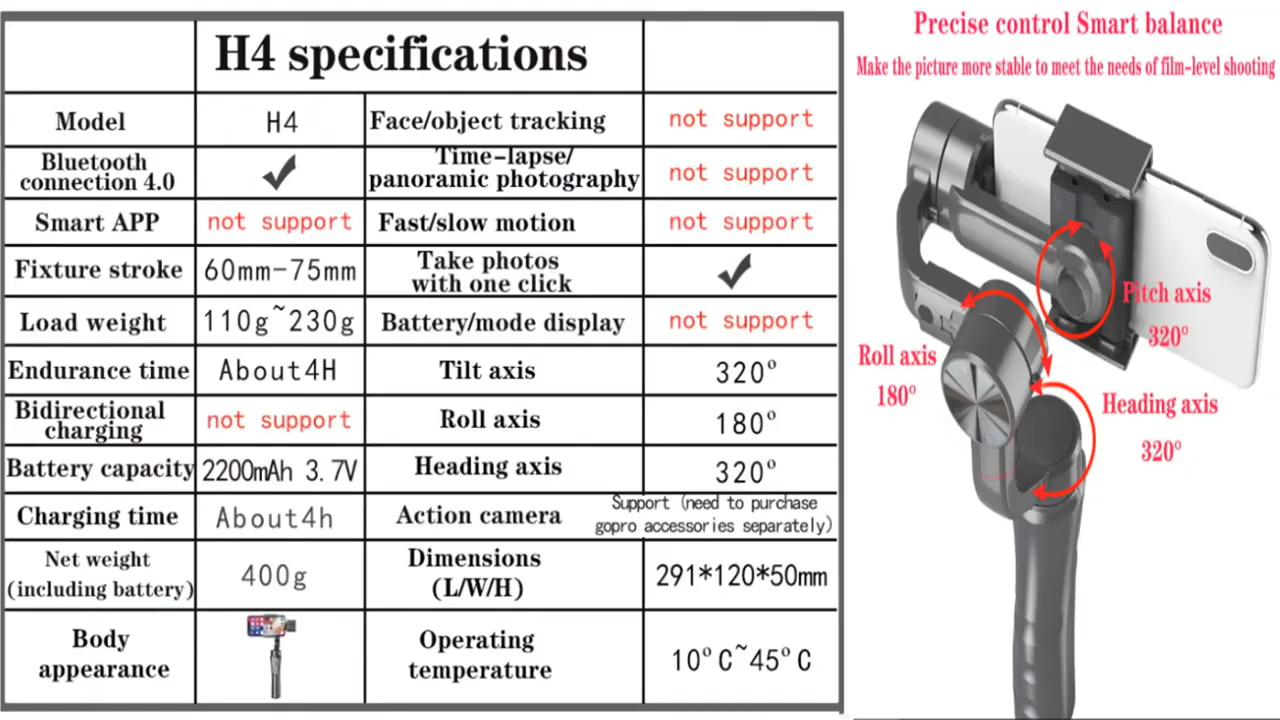 H4 specifications
Model
H4
Face/object tracking
not support
Bluetooth
connection 4.0
Time-lapse/
panoramic photography
not support
Smart APP
not support
Fast/slow motion
not support
Fixture stroke
60mm-75mm
Take photos
with one click
Load weight
110g~230g
Battery/mode display
not support
Endurance time
About4H
Tilt axis
320°
Bidirectional
charging
not support
Roll axis
180°
Battery capacity
2200mAh 3.7V
Heading axis
320°
Charging time
About4h
Action camera
Support (need to purchase
gopro accessories separately)
Net weight
(including battery)
400g
Dimensions
(L/W/H)
291*120*50mm
Body
appearance
Operating
temperature
10°C~45°C
Precise control Smart balance
Make the picture more stable to meet the needs of film-level shooting
Pitch axis
320°
Roll axis
180°
Heading axis
320°